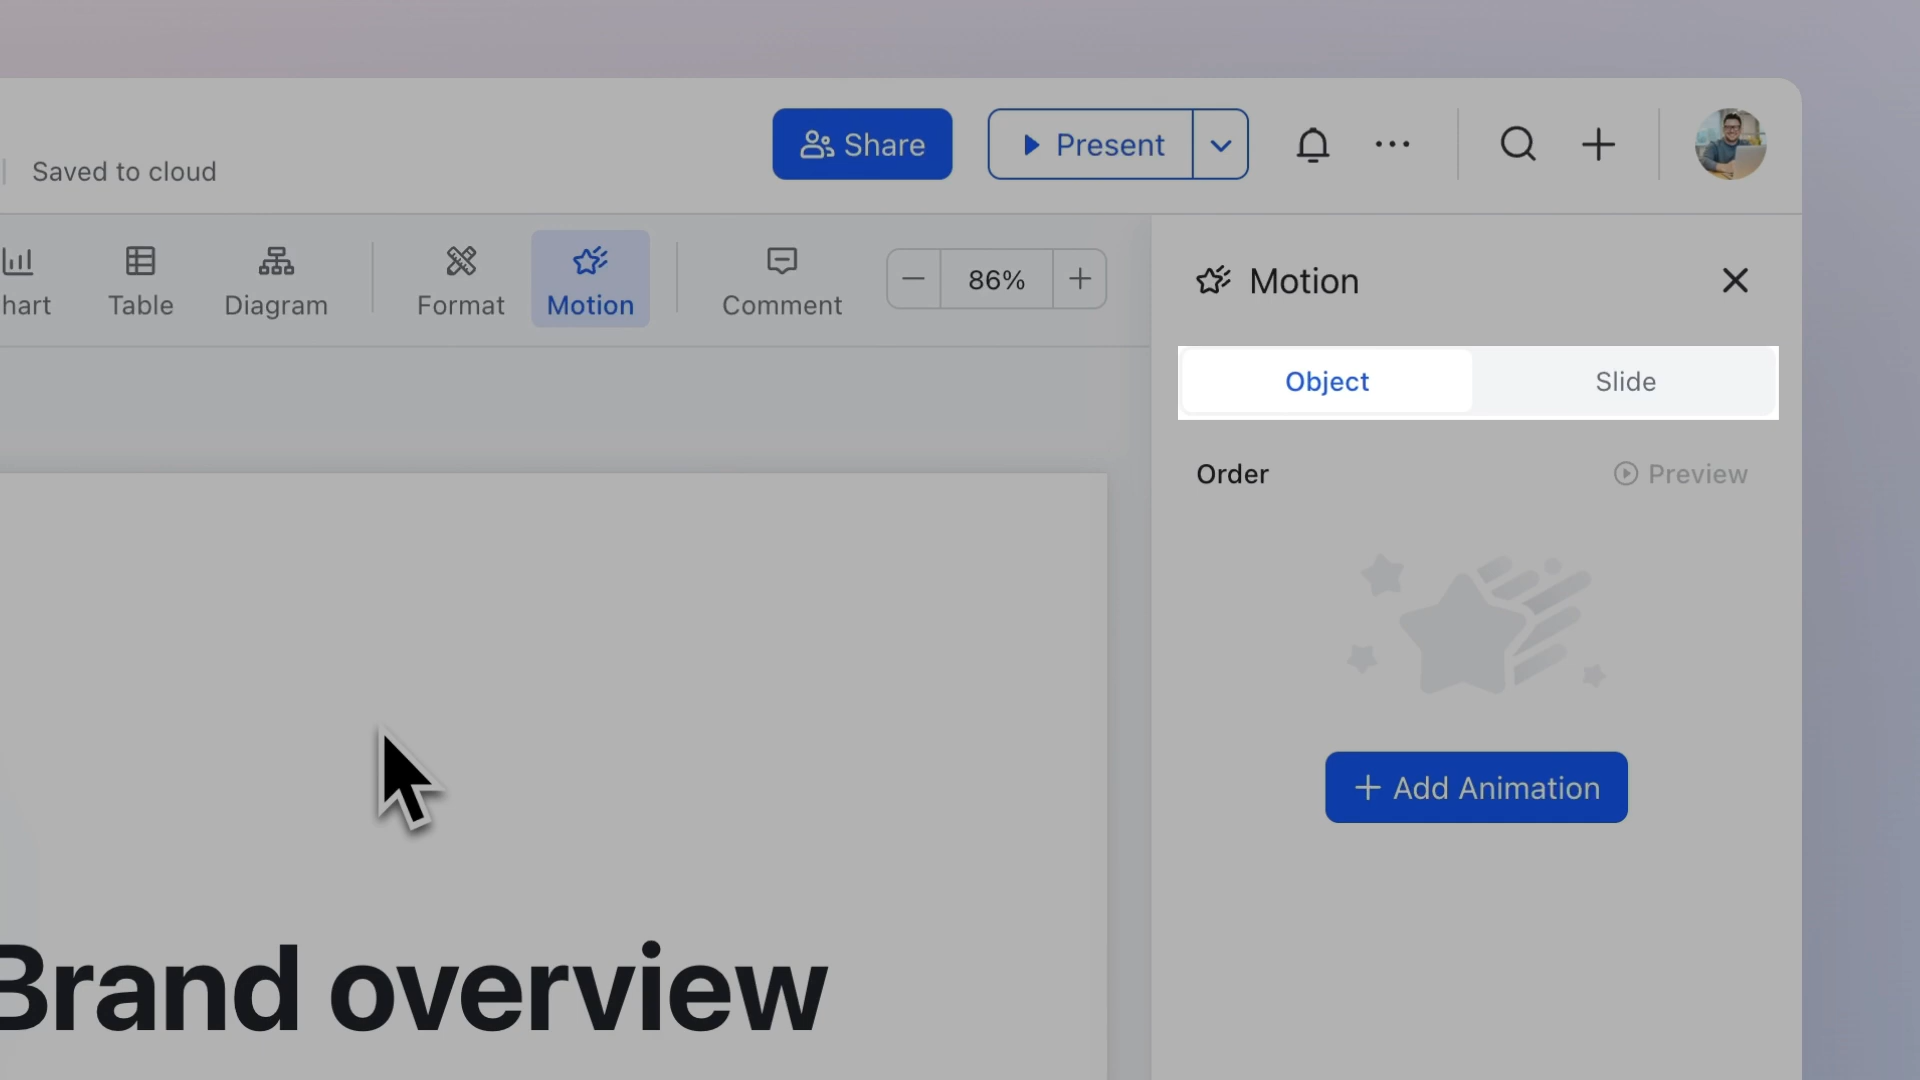 Share
Present
Saved to cloud
hart
Table
Diagram
Format
Motion
Comment
86%
Motion
Object
Slide
Order
Preview
Add Animation
Brand overview